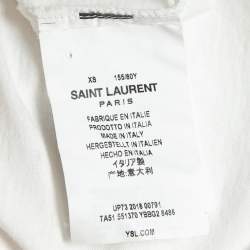 XS 155/80Y
SAINT LAURENT
PARIS
FABRIQUE EN ITALIE
PRODOTTO IN ITALIA
MADE IN ITALY
HERGESTELLT IN ITALIEN
HECHO EN ITALIA
イタリア製
产地:意大利
UP73 2018 00791
TA51 551370 YBBG2 8486
YSL.COM